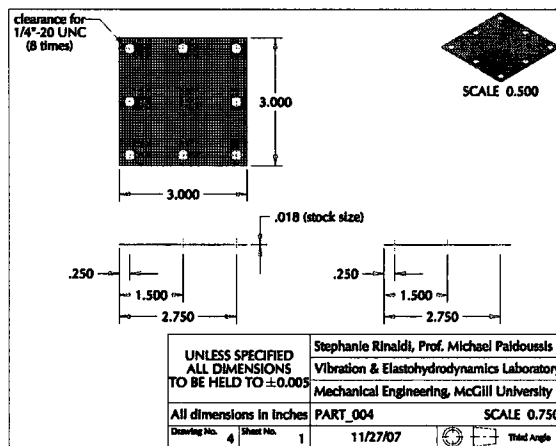 clearance for
1/4"-20 UNC
(8 times)
3.000
3.000
SCALE 0.500
.018 (stock size)
.250
1.500
2.750
.250
1.500
2.750
UNLESS SPECIFIED
ALL DIMENSIONS
TO BE HELD TO ±0.005
Stephanie Rinaldi, Prof. Michael Paidoussis
Vibration & Elastohydrodynamics Laboratory
Mechanical Engineering, McGill University
All dimensions in inches PART_004 SCALE 0.750
Drawing No. 4 Sheet No. 1 11/27/07 Third Angle